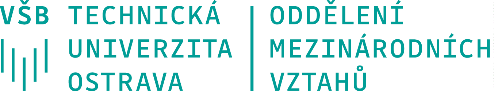 VŠB TECHNICKÁ
UNIVERZITA
OSTRAVA
ODDĚLENÍ
MEZINÁRODNÍCH
VZTAHŮ